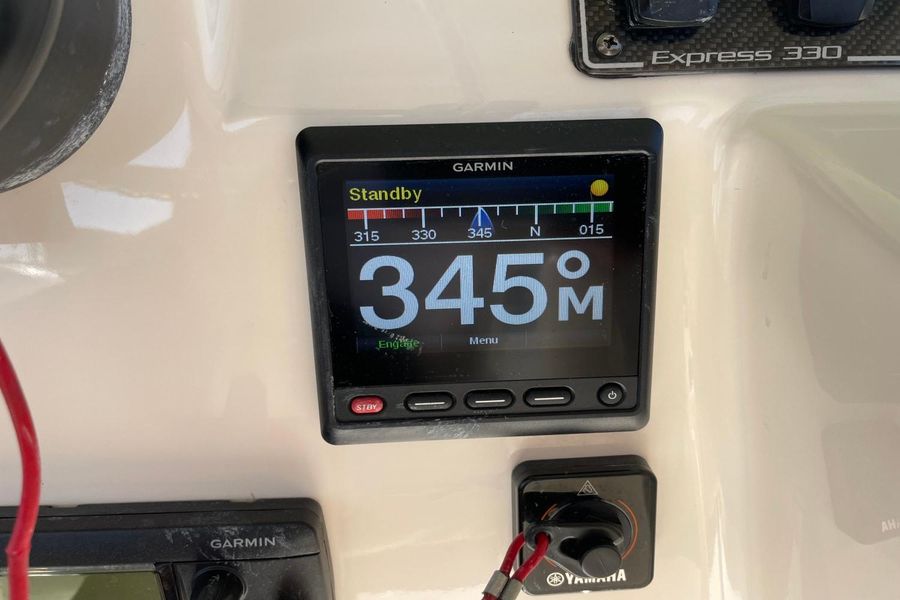 Express 330
GARMIN
Standby
315 330 345 N 015
345°M
Engage Menu
STBY
GARMIN
YAMAHA